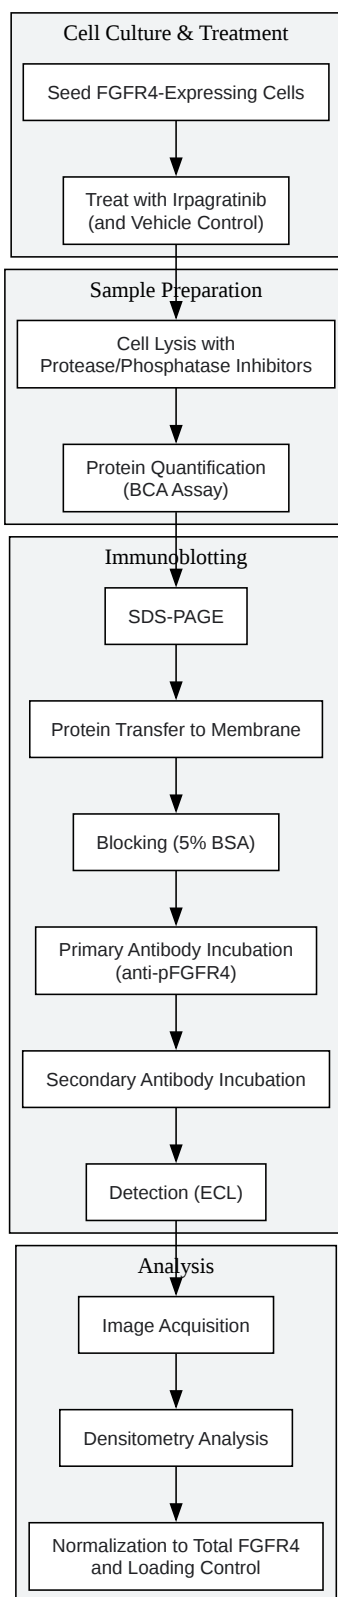 Cell Culture & Treatment
Seed FGFR4-Expressing Cells
Treat with Irpagratinib
(and Vehicle Control)
Sample Preparation
Cell Lysis with
Protease/Phosphatase Inhibitors
Protein Quantification
(BCA Assay)
Immunoblotting
SDS-PAGE
Protein Transfer to Membrane
Blocking (5% BSA)
Primary Antibody Incubation
(anti-pFGFR4)
Secondary Antibody Incubation
Detection (ECL)
Analysis
Image Acquisition
Densitometry Analysis
Normalization to Total FGFR4
and Loading Control